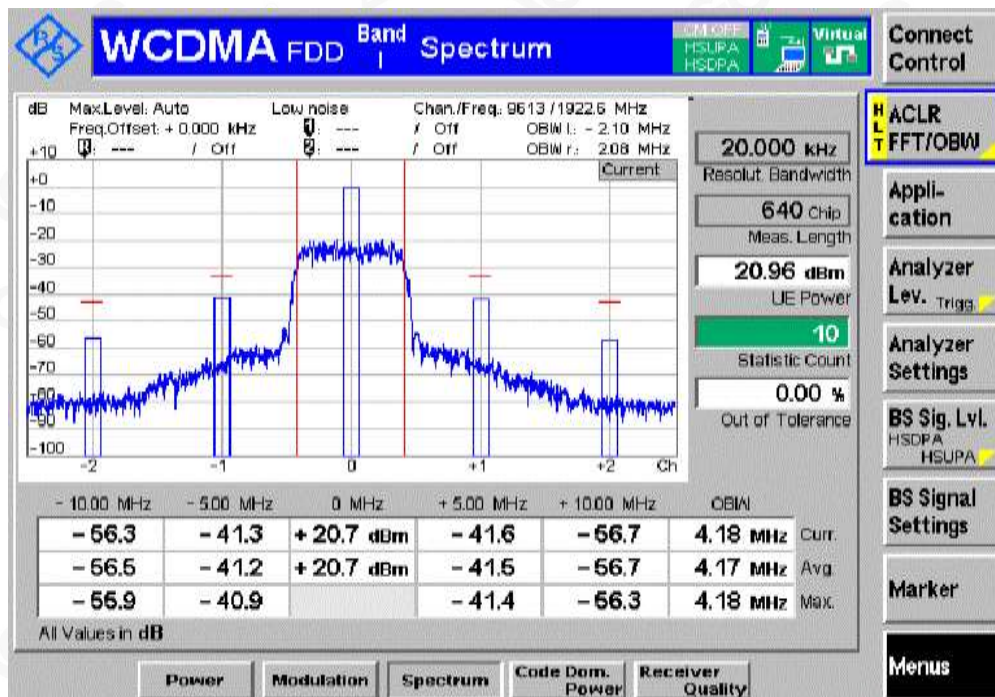 R&S
WCDMA FDD Band I Spectrum
CM OFF
HSUPA
HSDPA
Virtual
Connect Control
dB Max.Level: Auto Low noise Chan./Freq.: 9613 / 1922.6 MHz
Freq.Offset: + 0.000 kHz 1: --- / Off OBW l.: - 2.10 MHz
--- / Off 2: --- / Off OBW r.: 2.08 MHz
HLT
ACLR
FFT/OBW
+10
+0
-10
-20
-30
-40
-50
-60
-70
-80
-90
-100
Current
-2 -1 0 +1 +2 Ch
20.000 kHz
Resolut. Bandwidth
640 Chip
Meas. Length
20.96 dBm
UE Power
10
Statistic Count
0.00 %
Out of Tolerance
Appli-
cation
Analyzer
Lev. Trigg.
Analyzer
Settings
BS Sig. Lvl.
HSDPA
HSUPA
BS Signal
Settings
Marker
Menus
- 10.00 MHz - 5.00 MHz 0 MHz + 5.00 MHz + 10.00 MHz OBW
- 56.3 - 41.3 + 20.7 dBm - 41.6 - 56.7 4.18 MHz Curr.
- 56.5 - 41.2 + 20.7 dBm - 41.5 - 56.7 4.17 MHz Avg.
- 55.9 - 40.9 - 41.4 - 56.3 4.18 MHz Max.
All Values in dB
Power
Modulation
Spectrum
Code Dom.
Power
Receiver
Quality